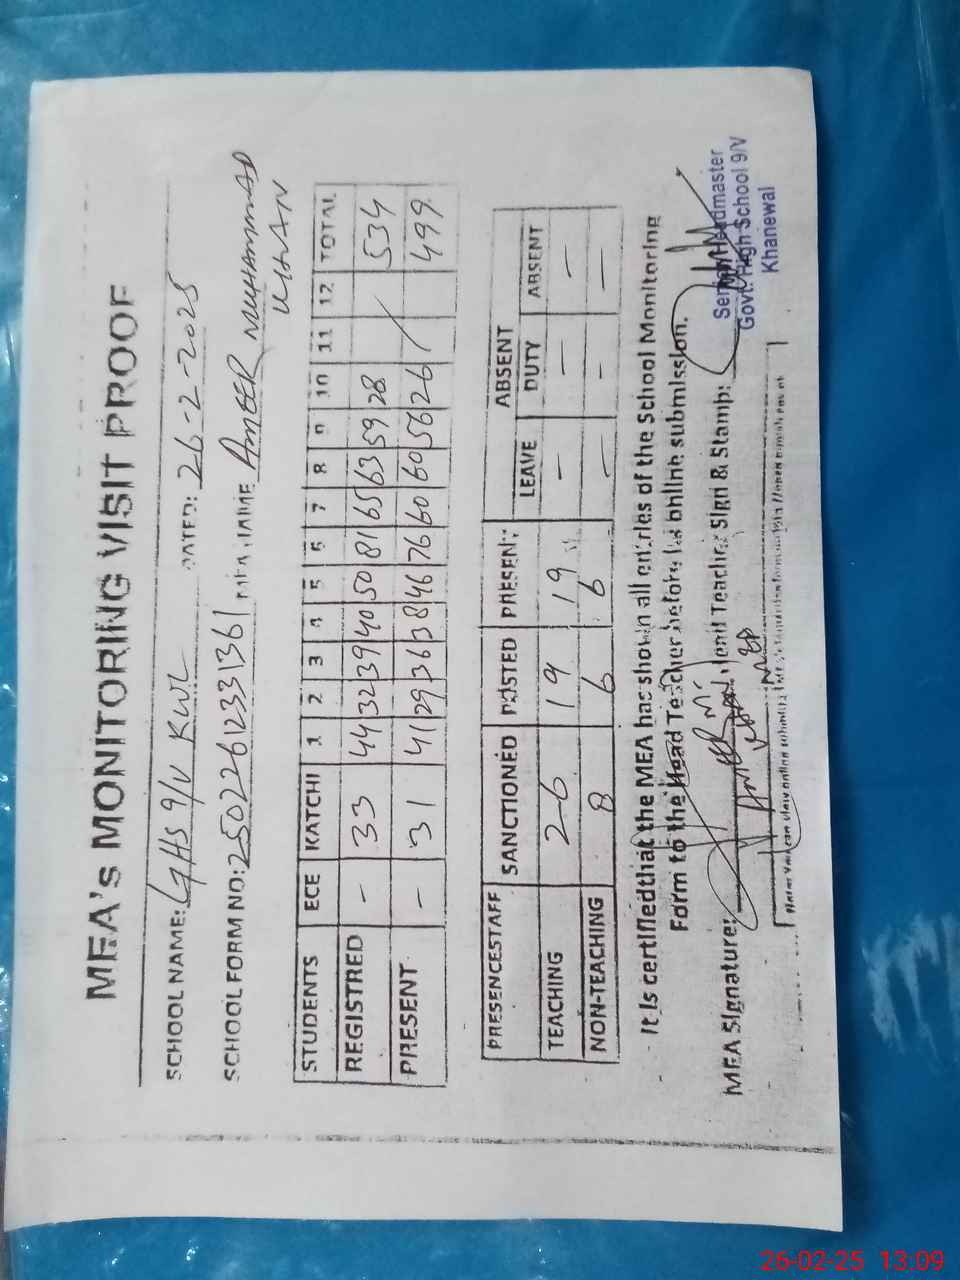 MEA's MONITORING VISIT PROOF
SCHOOL NAME: GHS 9/V KWL DATED: 26-2-2025
SCHOOL FORM NO: 25022612331361 MEA NAME AMEER MUHAMMAD
KHAN
STUDENTS ECE KATCHI 1 2 3 4 5 6 7 8 9 10 11 12 TOTAL
REGISTRED - 33 44 32 39 40 50 81 65 63 59 28 / 534
PRESENT - 31 41 29 36 38 46 76 60 60 56 26 / 499
ABSENT
PRESENCESTAFF SANCTIONED POSTED PRESENT LEAVE DUTY ABSENT
TEACHING 26 19 19 - - -
NON-TEACHING 8 6 6 - - -
It is certifiedthat the MEA has shown all entries of the School Monitoring
Form to the Head Teacher before its online submission.
MEA Signature: Head Teacher Sign & Stamp:
Senior Headmaster
Govt. High School 9/V
Khanewal
26-02-25 13:09